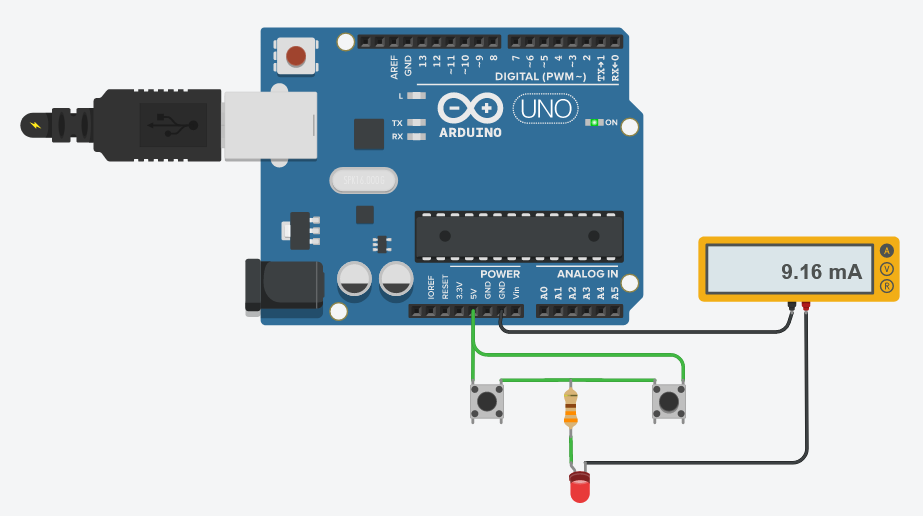 AREF
GND
13
12
~11
~10
~9
8
7
~6
~5
4
~3
2
TX→1
RX←0
DIGITAL (PWM~)
L
TX
RX
ARDUINO
UNO
ON
POWER
ANALOG IN
IOREF
RESET
3.3V
5V
GND
GND
Vin
A0
A1
A2
A3
A4
A5
9.16 mA
A
V
R